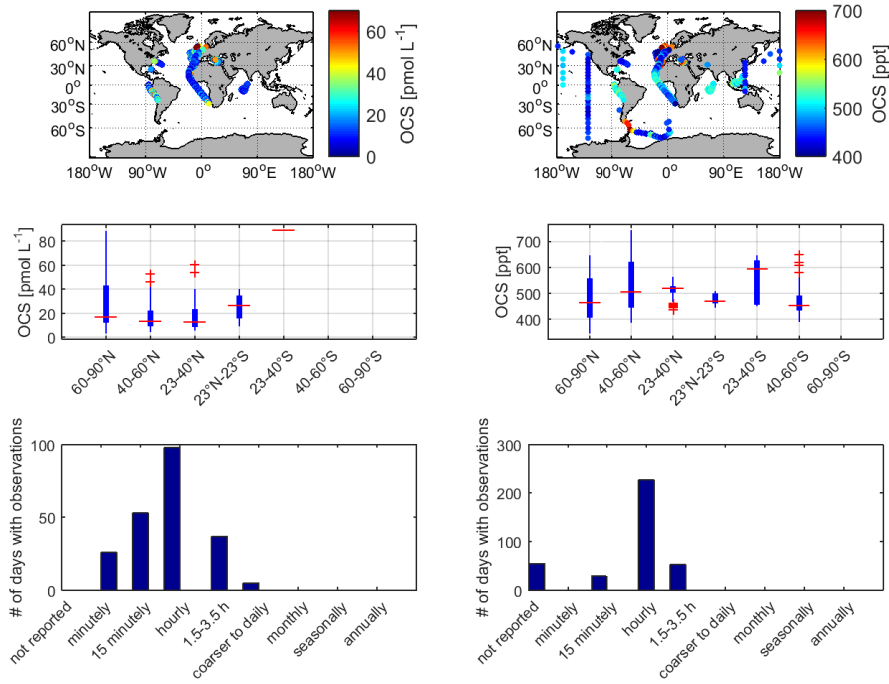 60°N
30°N
0°
30°S
60°S
180°W 90°W 0° 90°E 180°W
60
40
20
0
OCS [pmol L⁻¹]
60°N
30°N
0°
30°S
60°S
180°W 90°W 0° 90°E 180°W
700
600
500
400
OCS [ppt]
OCS [pmol L⁻¹]
80
60
40
20
0
60-90°N 40-60°N 23-40°N 23°N-23°S 23-40°S 40-60°S 60-90°S
OCS [ppt]
700
600
500
400
60-90°N 40-60°N 23-40°N 23°N-23°S 23-40°S 40-60°S 60-90°S
# of days with observations
100
50
0
not reported minutely 15 minutely hourly 1.5-3.5 h coarser to daily monthly seasonally annually
# of days with observations
300
200
100
0
not reported minutely 15 minutely hourly 1.5-3.5 h coarser to daily monthly seasonally annually